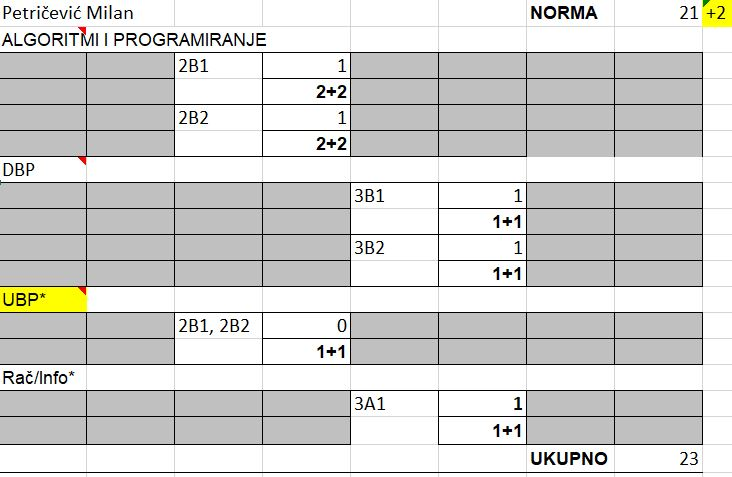 Petričević Milan NORMA 21 +2
ALGORITMI I PROGRAMIRANJE
2B1 1
2+2
2B2 1
2+2
DBP
3B1 1
1+1
3B2 1
1+1
UBP*
2B1, 2B2 0
1+1
Rač/Info*
3A1 1
1+1
UKUPNO 23